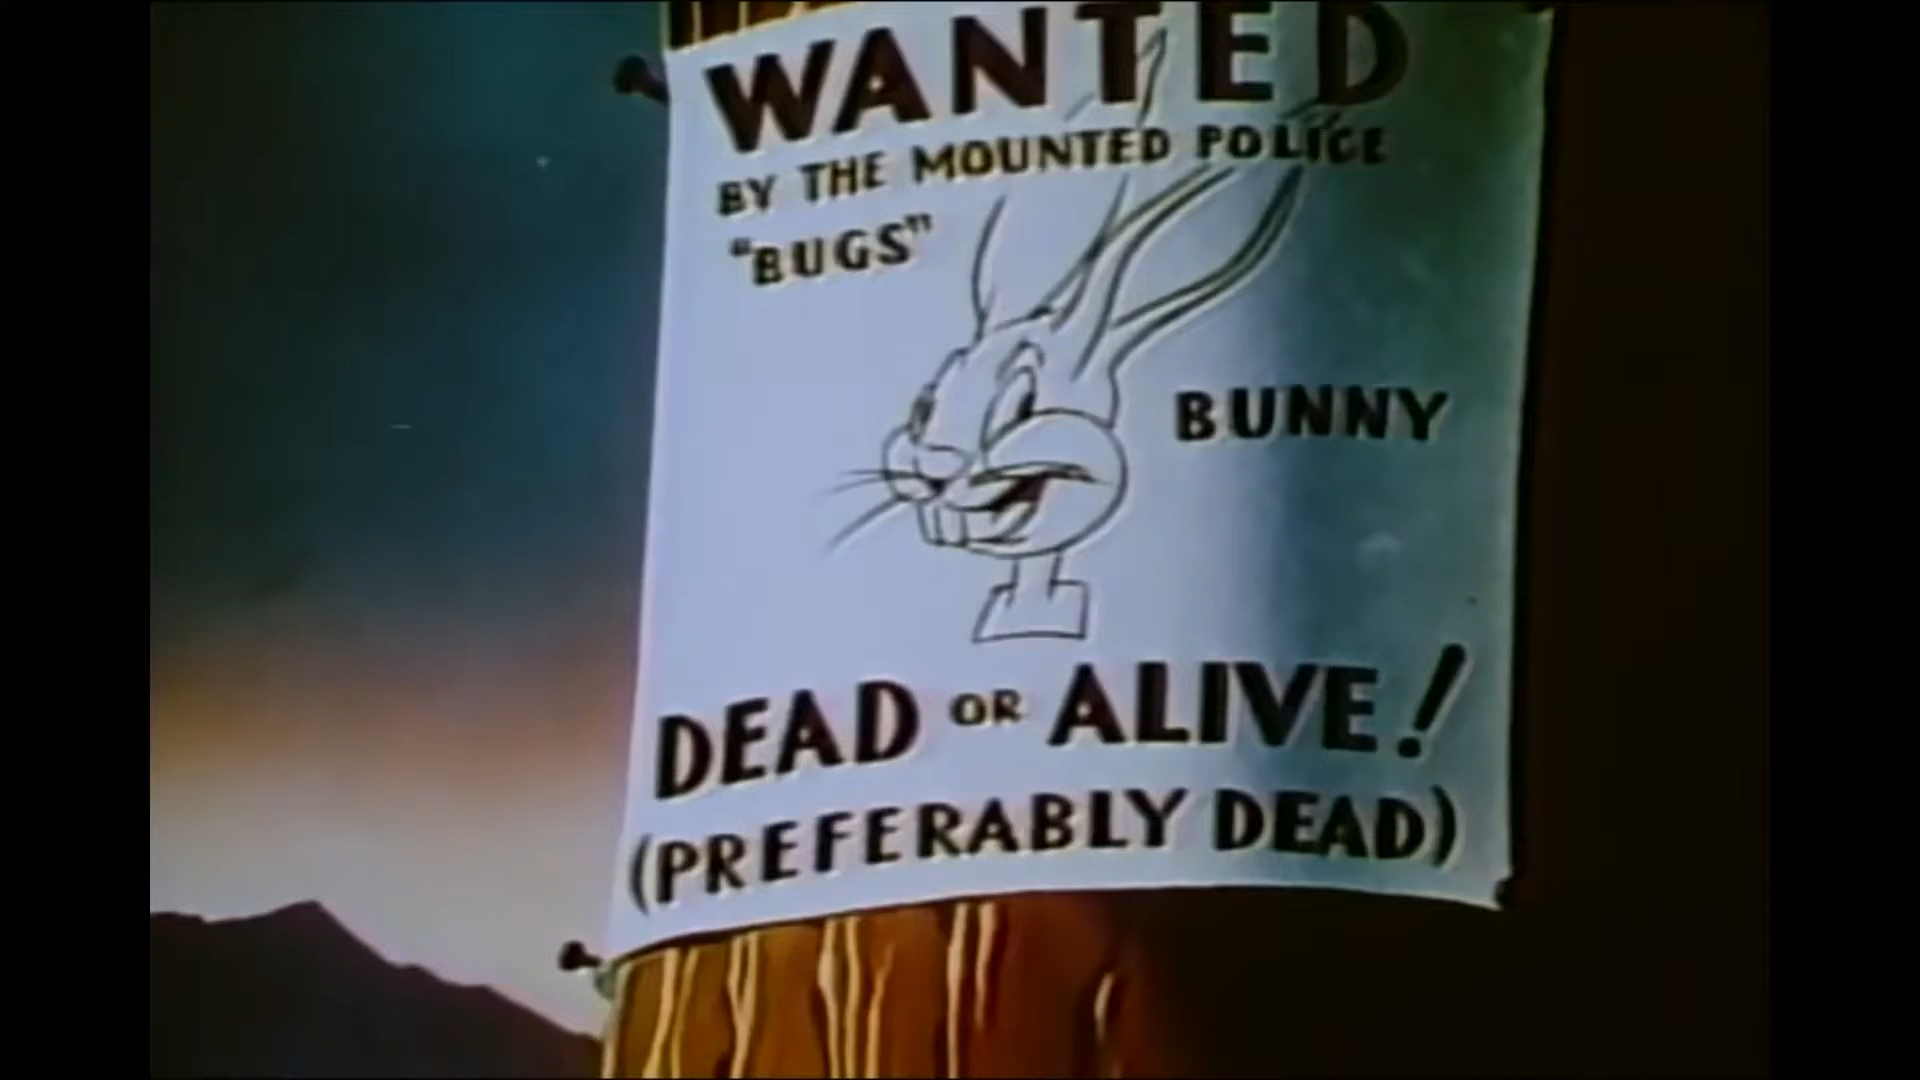 WANTED
BY THE MOUNTED POLICE
"BUGS"
BUNNY
DEAD OR ALIVE!
(PREFERABLY DEAD)